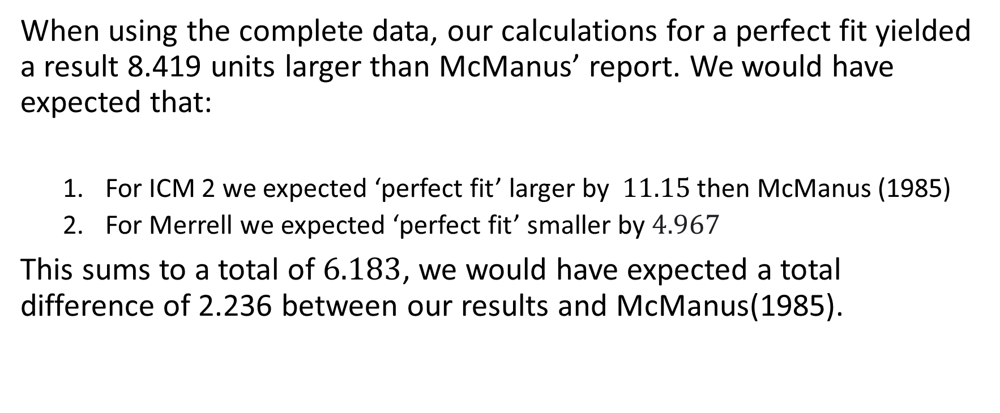 When using the complete data, our calculations for a perfect fit yielded
a result 8.419 units larger than McManus’ report. We would have
expected that:
1. For ICM 2 we expected ‘perfect fit’ larger by 11.15 then McManus (1985)
2. For Merrell we expected ‘perfect fit’ smaller by 4.967
This sums to a total of 6.183, we would have expected a total
difference of 2.236 between our results and McManus(1985).